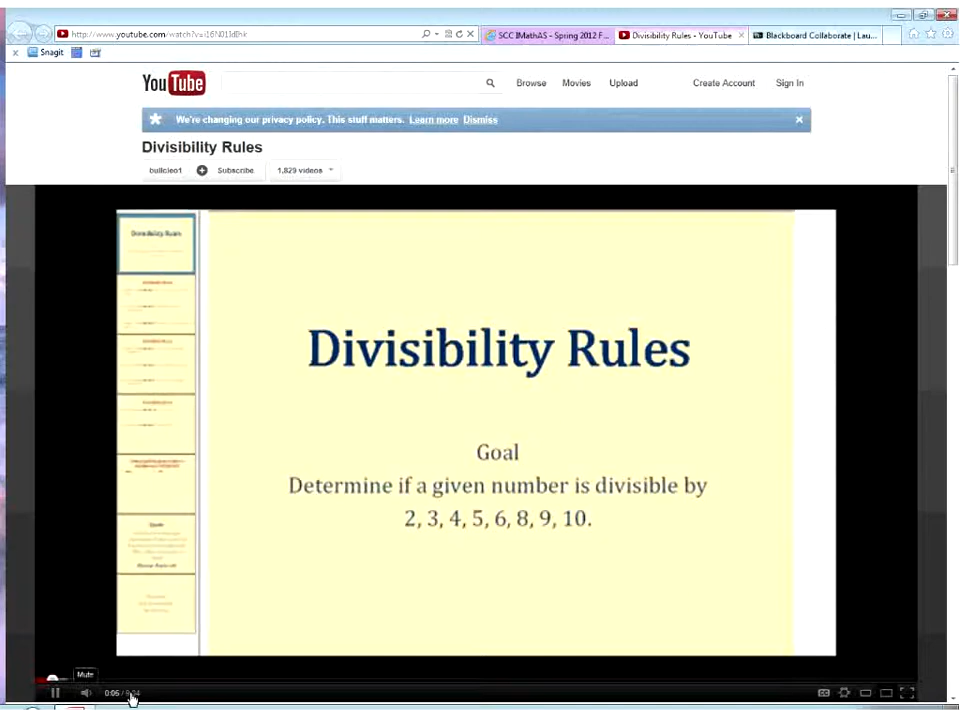 http://www.youtube.com/watch?v=i16N01JdIhk
SCC IMathAS - Spring 2012 F...
Divisibility Rules - YouTube
Blackboard Collaborate | Lau...
Snagit
YouTube
Browse
Movies
Upload
Create Account
Sign In
We're changing our privacy policy. This stuff matters. Learn more Dismiss
Divisibility Rules
bullcleo1
Subscribe
1,829 videos
Divisibility Rules
Divisibility Rules
Goal
Determine if a given number is divisible by
2, 3, 4, 5, 6, 8, 9, 10.
Mute
0:05